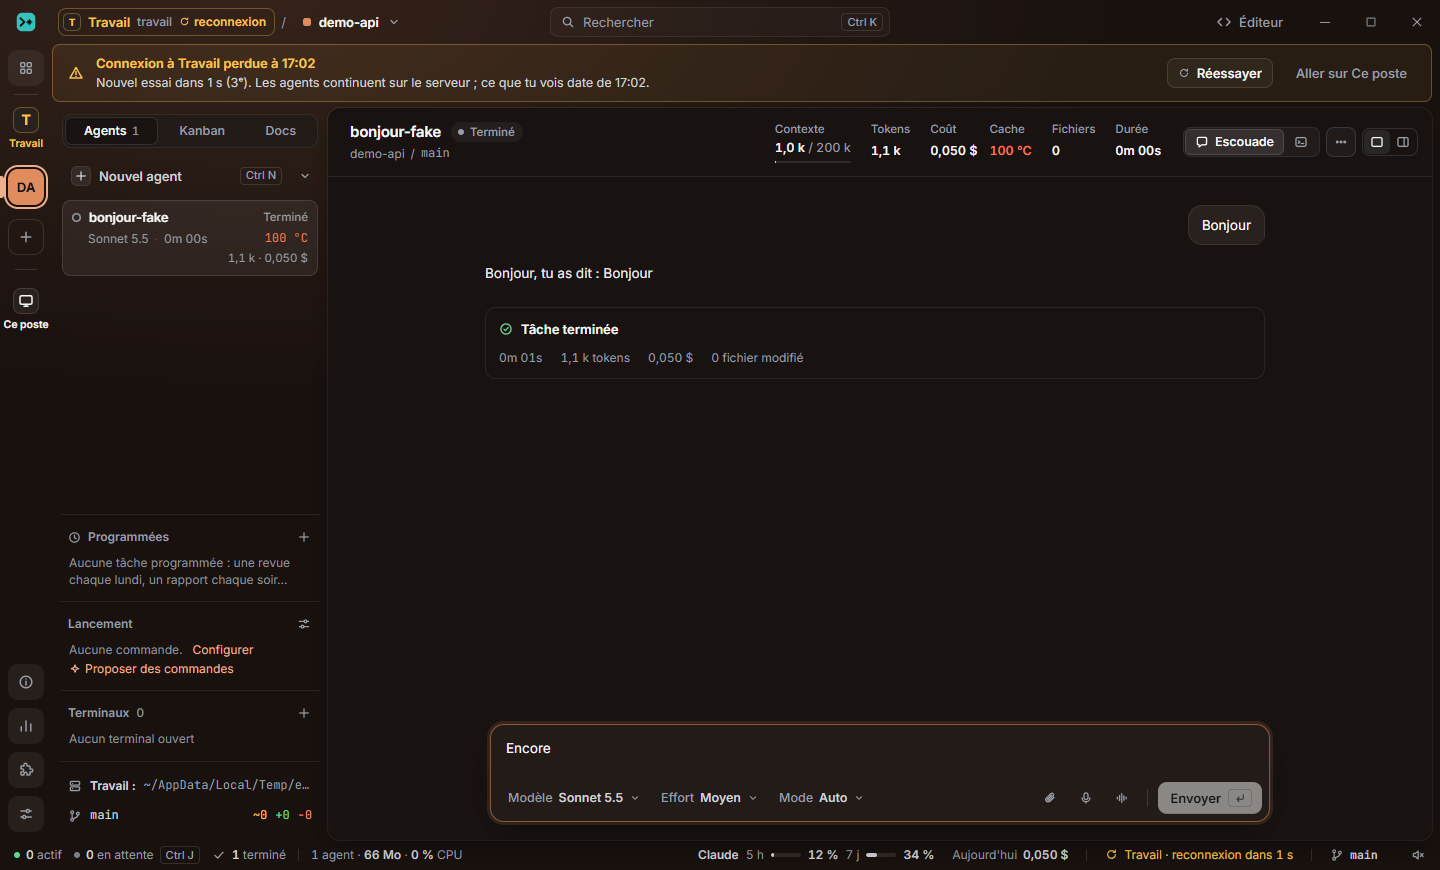 T Travail travail reconnexion / demo-api
Rechercher Ctrl K
Éditeur
Connexion à Travail perdue à 17:02
Nouvel essai dans 1 s (3ᵉ). Les agents continuent sur le serveur ; ce que tu vois date de 17:02.
Réessayer
Aller sur Ce poste
T
Travail
DA
Ce poste
Agents 1 Kanban Docs
Nouvel agent Ctrl N
bonjour-fake Terminé
Sonnet 5.5 · 0m 00s 100 °C
1,1 k · 0,050 $
Programmées
Aucune tâche programmée : une revue
chaque lundi, un rapport chaque soir…
Lancement
Aucune commande. Configurer
Proposer des commandes
Terminaux 0
Aucun terminal ouvert
Travail : ~/AppData/Local/Temp/e…
main ~0 +0 -0
bonjour-fake Terminé
demo-api / main
Contexte Tokens Coût Cache Fichiers Durée
1,0 k / 200 k 1,1 k 0,050 $ 100 °C 0 0m 00s
Escouade
Bonjour
Bonjour, tu as dit : Bonjour
Tâche terminée
0m 01s 1,1 k tokens 0,050 $ 0 fichier modifié
Encore
Modèle Sonnet 5.5 Effort Moyen Mode Auto
Envoyer
0 actif 0 en attente Ctrl J 1 terminé 1 agent · 66 Mo · 0 % CPU
Claude 5 h 12 % 7 j 34 % Aujourd'hui 0,050 $ Travail · reconnexion dans 1 s main